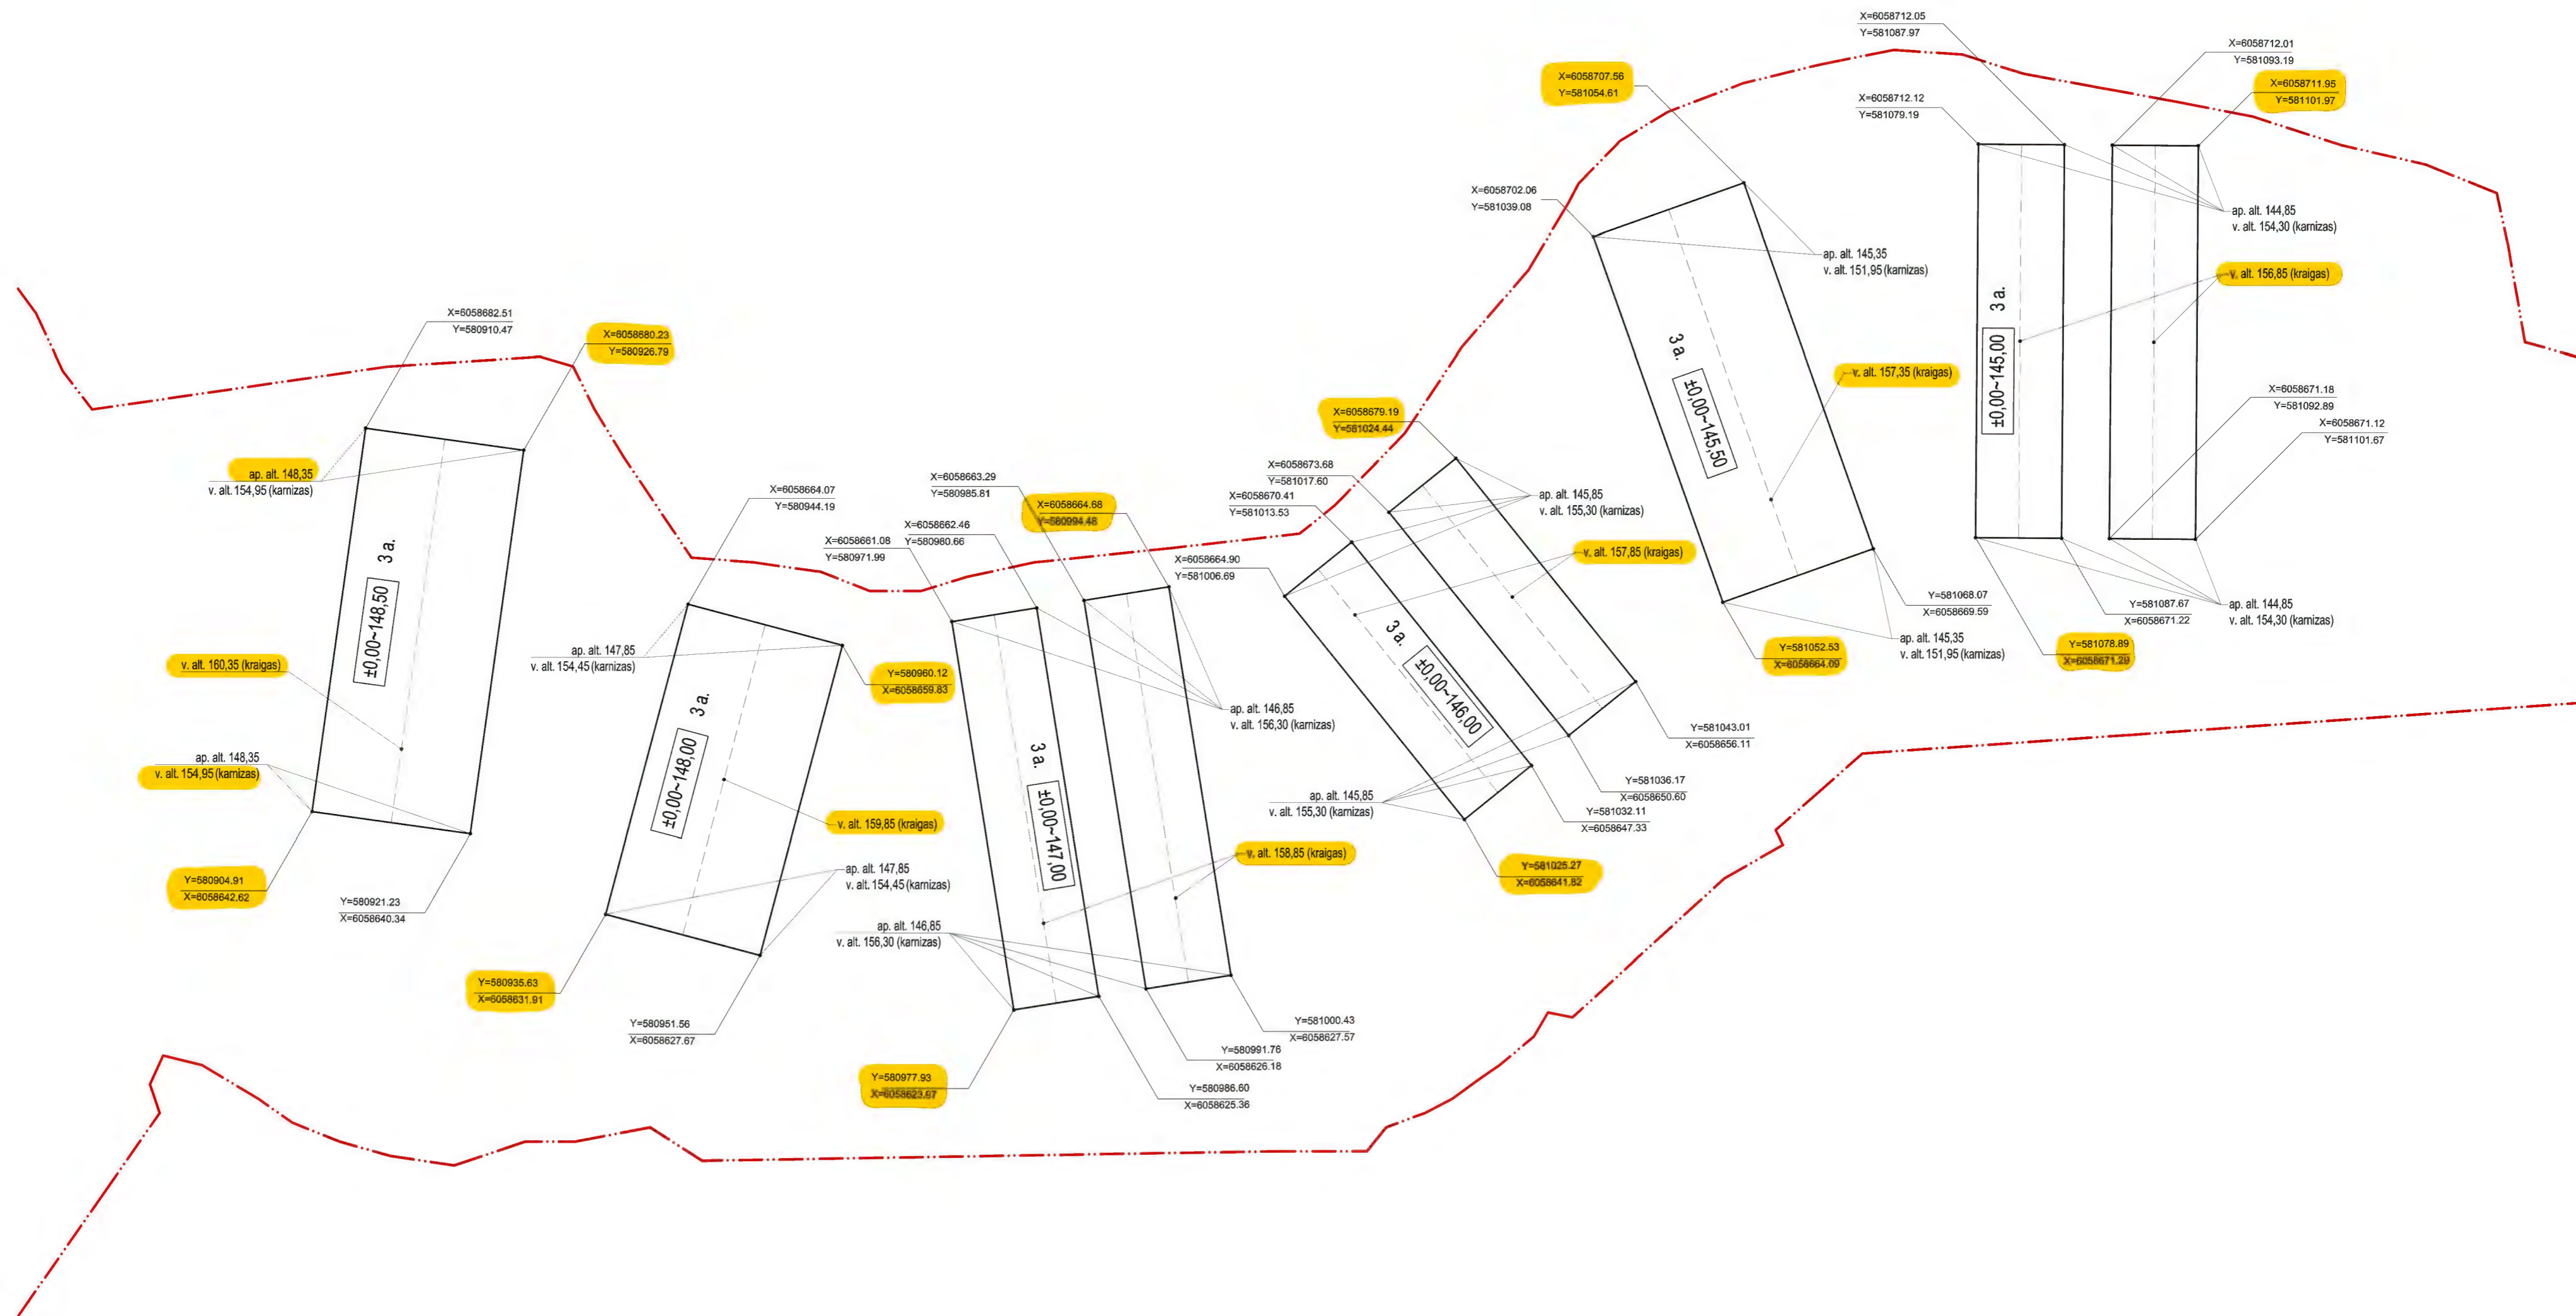 X=6058682.51
Y=580910.47
X=6058680.23
Y=580926.79
ap. alt. 148,35
v. alt. 154,95 (karnizas)
3 a.
±0,00~148,50
v. alt. 160,35 (kraigas)
ap. alt. 148,35
v. alt. 154,95 (karnizas)
Y=580904.91
X=6058642.62
Y=580921.23
X=6058640.34
X=6058664.07
Y=580944.19
ap. alt. 147,85
v. alt. 154,45 (karnizas)
Y=580960.12
X=6058659.83
3 a.
±0,00~148,00
v. alt. 159,85 (kraigas)
ap. alt. 147,85
v. alt. 154,45 (karnizas)
Y=580935.63
X=6058631.91
Y=580951.56
X=6058627.67
X=6058663.29
Y=580985.81
X=6058664.68
Y=580994.48
X=6058662.46
Y=580980.66
X=6058661.08
Y=580971.99
ap. alt. 146,85
v. alt. 156,30 (karnizas)
3 a.
±0,00~147,00
v. alt. 158,85 (kraigas)
ap. alt. 146,85
v. alt. 156,30 (karnizas)
Y=581000.43
X=6058627.57
Y=580991.76
X=6058626.18
Y=580977.93
X=6058623.97
Y=580986.60
X=6058625.36
X=6058679.19
Y=581024.44
X=6058673.68
Y=581017.60
X=6058670.41
Y=581013.53
X=6058664.90
Y=581006.69
ap. alt. 145,85
v. alt. 155,30 (karnizas)
v. alt. 157,85 (kraigas)
3 a.
±0,00~146,00
ap. alt. 145,85
v. alt. 155,30 (karnizas)
Y=581043.01
X=6058656.11
Y=581036.17
X=6058650.60
Y=581032.11
X=6058647.33
Y=581025.27
X=6058641.82
X=6058707.56
Y=581054.61
X=6058702.06
Y=581039.08
ap. alt. 145,35
v. alt. 151,95 (karnizas)
3 a.
±0,00~145,50
v. alt. 157,35 (kraigas)
Y=581068.07
X=6058669.59
ap. alt. 145,35
v. alt. 151,95 (karnizas)
Y=581052.53
X=6058664.09
X=6058712.05
Y=581087.97
X=6058712.01
Y=581093.19
X=6058711.95
Y=581101.97
X=6058712.12
Y=581079.19
ap. alt. 144,85
v. alt. 154,30 (karnizas)
v. alt. 156,85 (kraigas)
3 a.
±0,00~145,00
X=6058671.18
Y=581092.89
X=6058671.12
Y=581101.67
Y=581087.67
X=6058671.22
ap. alt. 144,85
v. alt. 154,30 (karnizas)
Y=581078.89
X=6058671.29